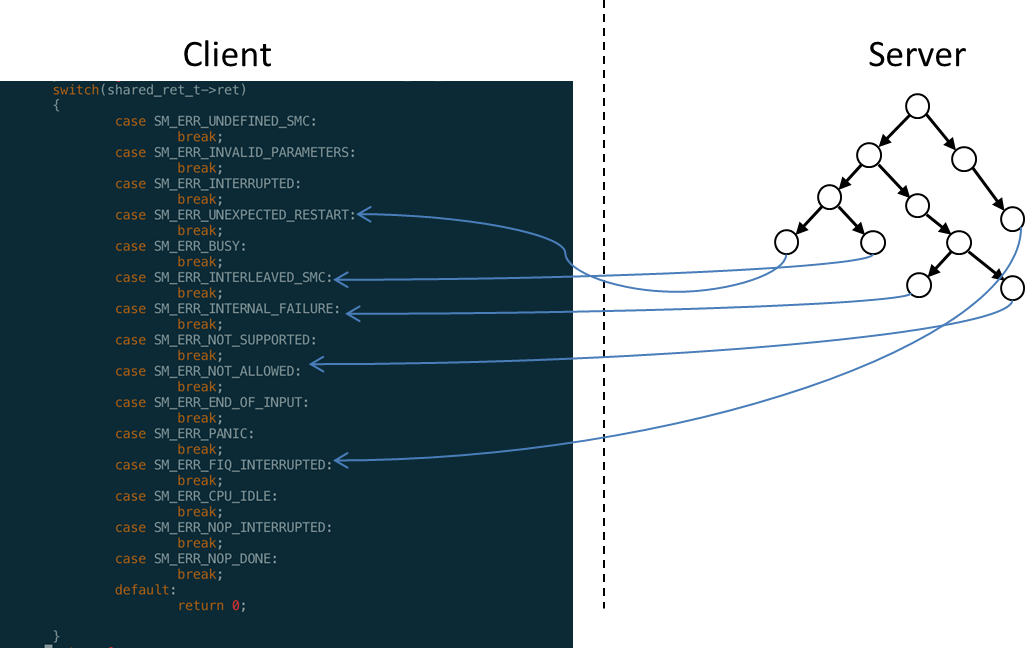 Client
Server
switch(shared_ret_t->ret)
{
case SM_ERR_UNDEFINED_SMC:
break;
case SM_ERR_INVALID_PARAMETERS:
break;
case SM_ERR_INTERRUPTED:
break;
case SM_ERR_UNEXPECTED_RESTART:
break;
case SM_ERR_BUSY:
break;
case SM_ERR_INTERLEAVED_SMC:
break;
case SM_ERR_INTERNAL_FAILURE:
break;
case SM_ERR_NOT_SUPPORTED:
break;
case SM_ERR_NOT_ALLOWED:
break;
case SM_ERR_END_OF_INPUT:
break;
case SM_ERR_PANIC:
break;
case SM_ERR_FIQ_INTERRUPTED:
break;
case SM_ERR_CPU_IDLE:
break;
case SM_ERR_NOP_INTERRUPTED:
break;
case SM_ERR_NOP_DONE:
break;
default:
return 0;
}